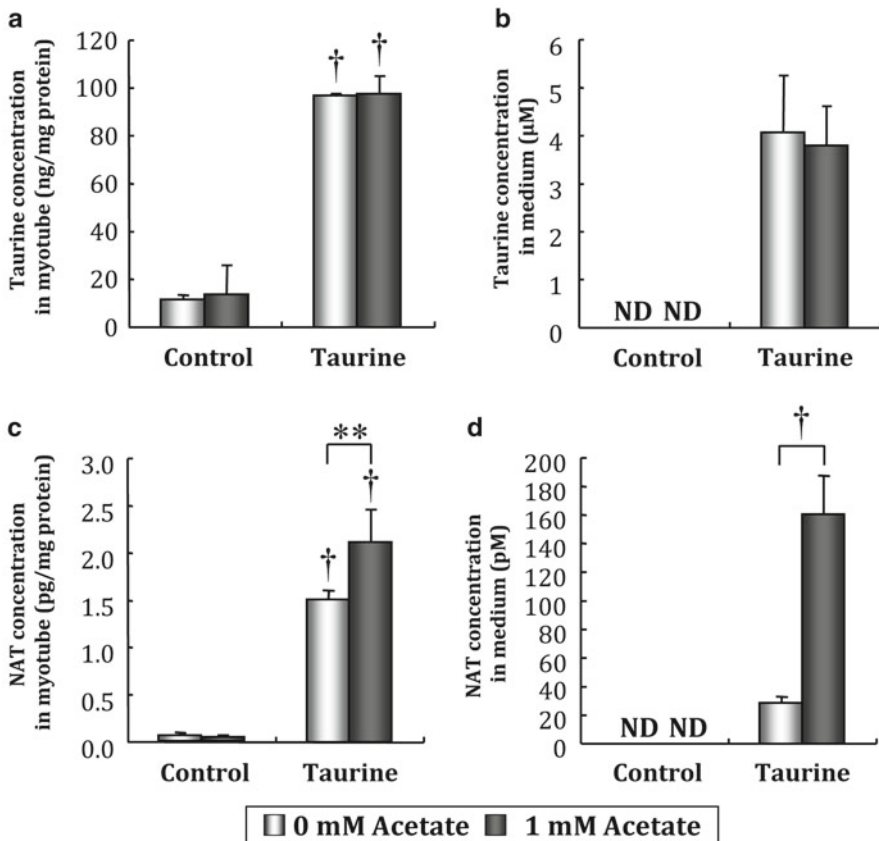 a
Taurine concentration
in myotube (ng/mg protein)
120
100
80
60
40
20
0
†
†
Control
Taurine
b
Taurine concentration
in medium (μM)
6
5
4
3
2
1
0
ND ND
Control
Taurine
c
NAT concentration
in myotube (pg/mg protein)
3.0
2.5
2.0
1.5
1.0
0.5
0.0
**
†
†
Control
Taurine
d
NAT concentration
in medium (pM)
200
180
160
140
120
100
80
60
40
20
0
†
ND ND
Control
Taurine
0 mM Acetate 1 mM Acetate